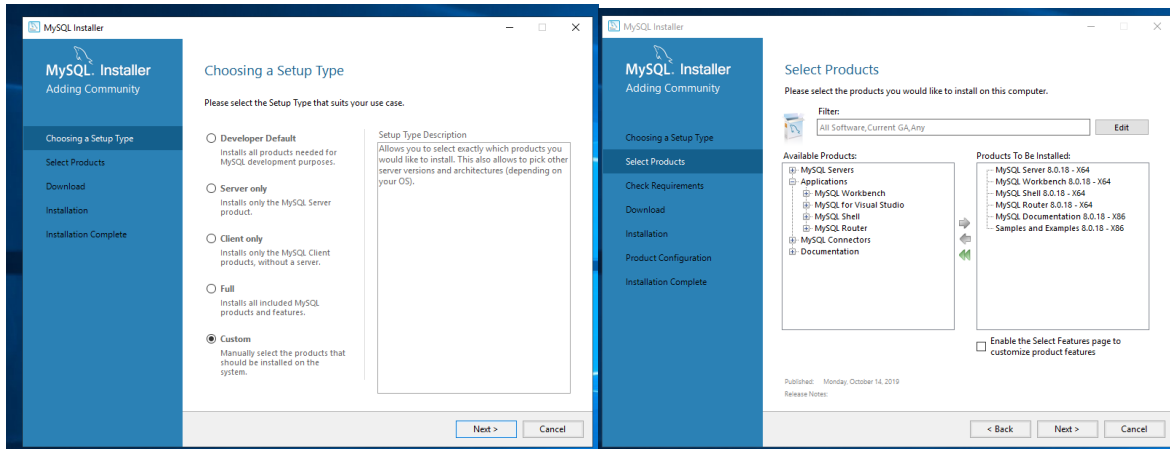 MySQL Installer
MySQL. Installer
Adding Community
Choosing a Setup Type
Select Products
Download
Installation
Installation Complete
Choosing a Setup Type
Please select the Setup Type that suits your use case.
Developer Default
Installs all products needed for
MySQL development purposes.
Server only
Installs only the MySQL Server
product.
Client only
Installs only the MySQL Client
products, without a server.
Full
Installs all included MySQL
products and features.
Custom
Manually select the products that
should be installed on the
system.
Setup Type Description
Allows you to select exactly which products you
would like to install. This also allows to pick other
server versions and architectures (depending on
your OS).
Next >
Cancel
MySQL Installer
MySQL. Installer
Adding Community
Choosing a Setup Type
Select Products
Check Requirements
Download
Installation
Product Configuration
Installation Complete
Select Products
Please select the products you would like to install on this computer.
Filter:
All Software,Current GA,Any
Edit
Available Products:
MySQL Servers
Applications
MySQL Workbench
MySQL for Visual Studio
MySQL Shell
MySQL Router
MySQL Connectors
Documentation
Products To Be Installed:
MySQL Server 8.0.18 - X64
MySQL Workbench 8.0.18 - X64
MySQL Shell 8.0.18 - X64
MySQL Router 8.0.18 - X64
MySQL Documentation 8.0.18 - X86
Samples and Examples 8.0.18 - X86
Enable the Select Features page to
customize product features
Published: Monday, October 14, 2019
Release Notes:
< Back
Next >
Cancel